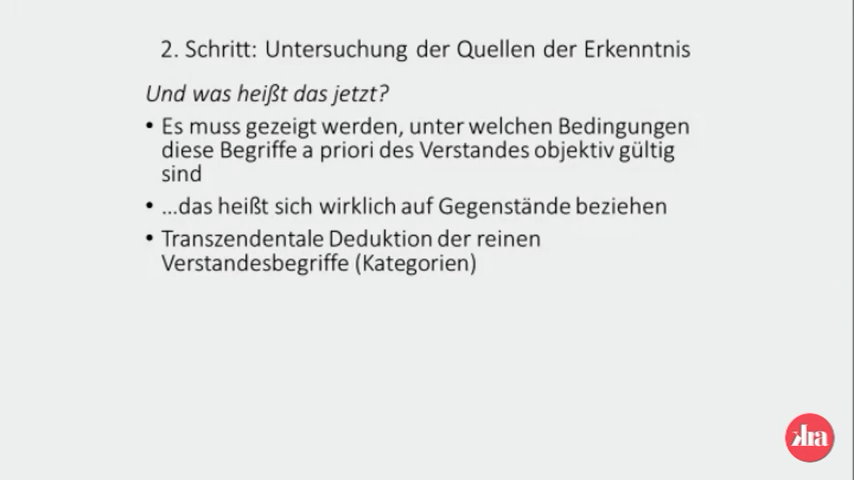 2. Schritt: Untersuchung der Quellen der Erkenntnis
Und was heißt das jetzt?
• Es muss gezeigt werden, unter welchen Bedingungen
diese Begriffe a priori des Verstandes objektiv gültig
sind
• ...das heißt sich wirklich auf Gegenstände beziehen
• Transzendentale Deduktion der reinen
Verstandesbegriffe (Kategorien)